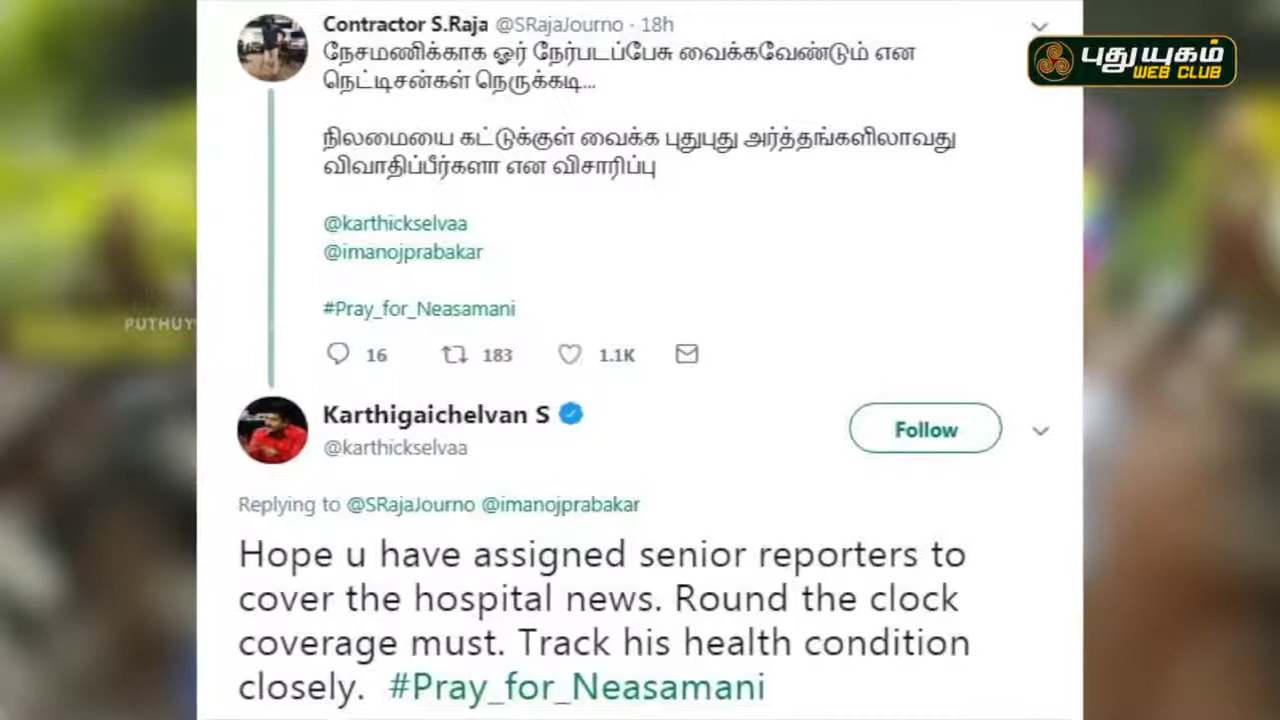 Contractor S.Raja @SRajaJourno · 18h
நேசமணிக்காக ஓர் நேர்படப்பேசு வைக்கவேண்டும் என
நெட்டிசன்கள் நெருக்கடி...
நிலமையை கட்டுக்குள் வைக்க புதுபுது அர்த்தங்களிலாவது
விவாதிப்பீர்களா என விசாரிப்பு
@karthickselvaa
@imanojprabakar
#Pray_for_Neasamani
16 183 1.1K
புதுயுகம்
WEB CLUB
PUTHUY
Karthigaichelvan S
@karthickselvaa
Follow
Replying to @SRajaJourno @imanojprabakar
Hope u have assigned senior reporters to
cover the hospital news. Round the clock
coverage must. Track his health condition
closely. #Pray_for_Neasamani